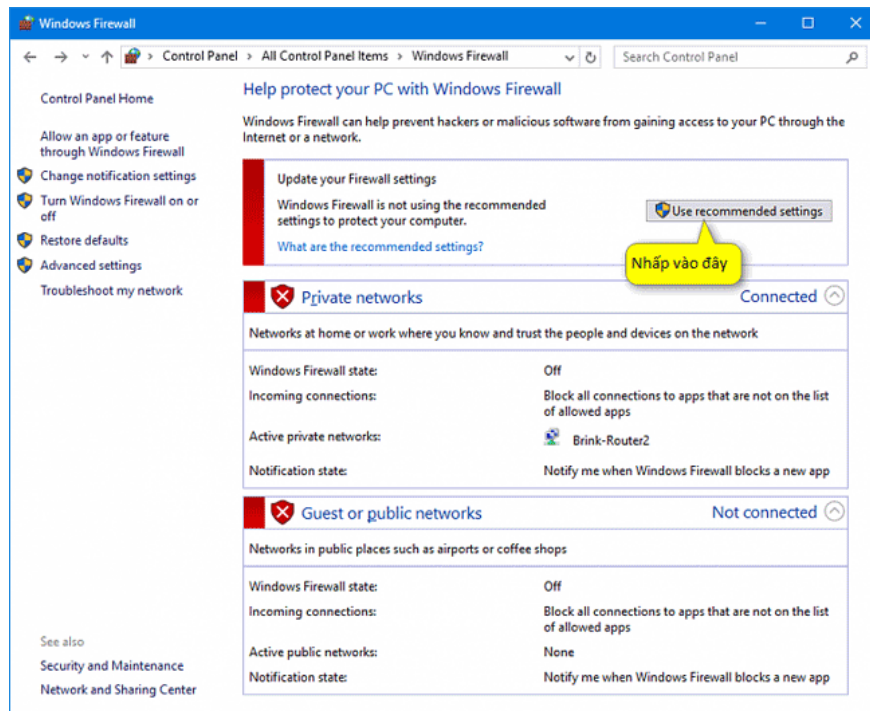 Windows Firewall
Control Panel > All Control Panel Items > Windows Firewall
Search Control Panel
Control Panel Home
Allow an app or feature
through Windows Firewall
Change notification settings
Turn Windows Firewall on or
off
Restore defaults
Advanced settings
Troubleshoot my network
See also
Security and Maintenance
Network and Sharing Center
Help protect your PC with Windows Firewall
Windows Firewall can help prevent hackers or malicious software from gaining access to your PC through the
Internet or a network.
Update your Firewall settings
Windows Firewall is not using the recommended
settings to protect your computer.
What are the recommended settings?
Use recommended settings
Nhấp vào đây
Private networks Connected
Networks at home or work where you know and trust the people and devices on the network
Windows Firewall state: Off
Incoming connections: Block all connections to apps that are not on the list
of allowed apps
Active private networks: Brink-Router2
Notification state: Notify me when Windows Firewall blocks a new app
Guest or public networks Not connected
Networks in public places such as airports or coffee shops
Windows Firewall state: Off
Incoming connections: Block all connections to apps that are not on the list
of allowed apps
Active public networks: None
Notification state: Notify me when Windows Firewall blocks a new app